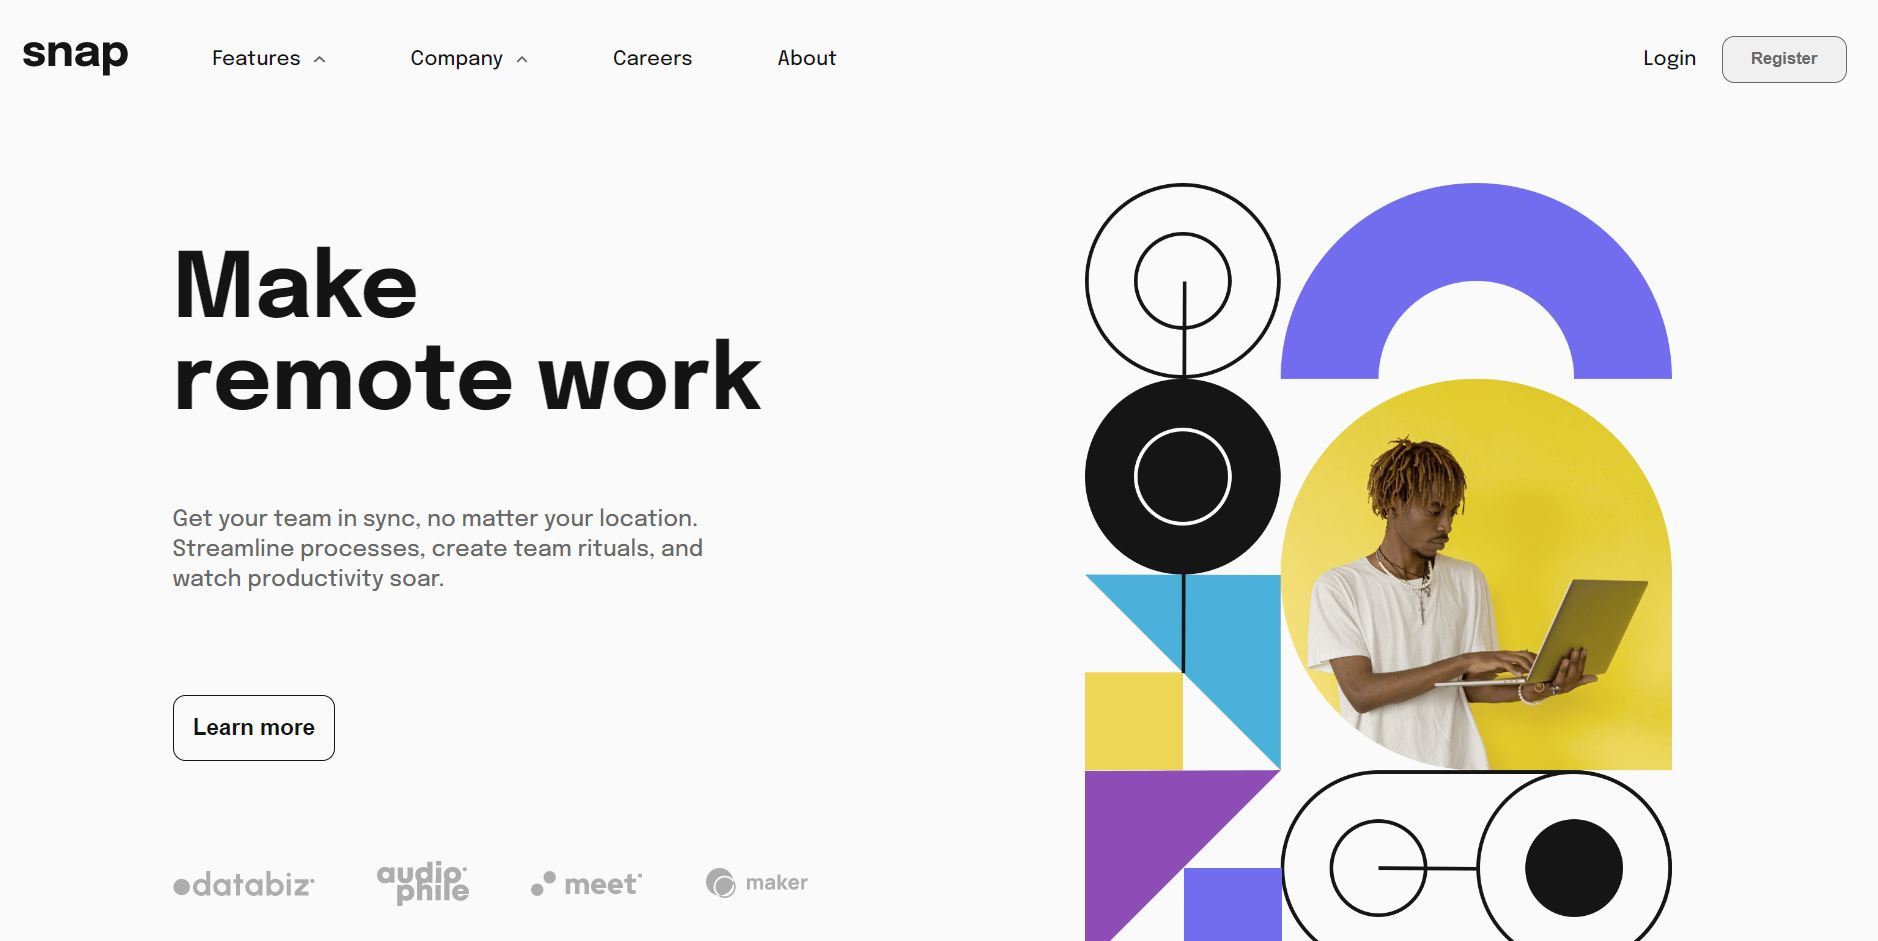 snap
Features
Company
Careers
About
Login
Register
Make
remote work
Get your team in sync, no matter your location.
Streamline processes, create team rituals, and
watch productivity soar.
Learn more
databiz
audio
phile
meet
maker